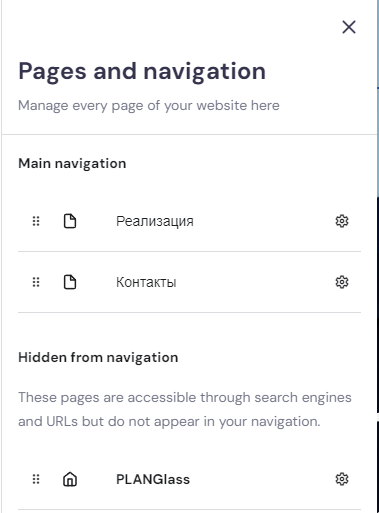 Pages and navigation
Manage every page of your website here
Main navigation
Реализация
Контакты
Hidden from navigation
These pages are accessible through search engines
and URLs but do not appear in your navigation.
PLANGlass